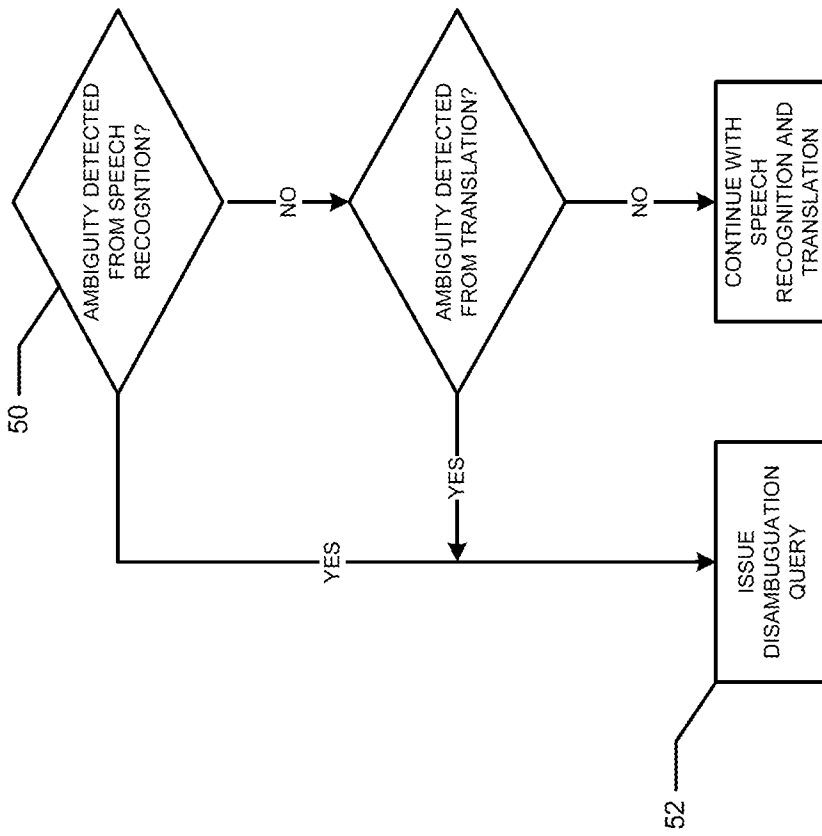 50
AMBIGUITY DETECTED
FROM SPEECH
RECOGNTION?
NO
YES
AMBIGUITY DETECTED
FROM TRANSLATION?
YES
NO
52
ISSUE
DISAMBUGUATION
QUERY
CONTINUE WITH
SPEECH
RECOGNITION AND
TRANSLATION